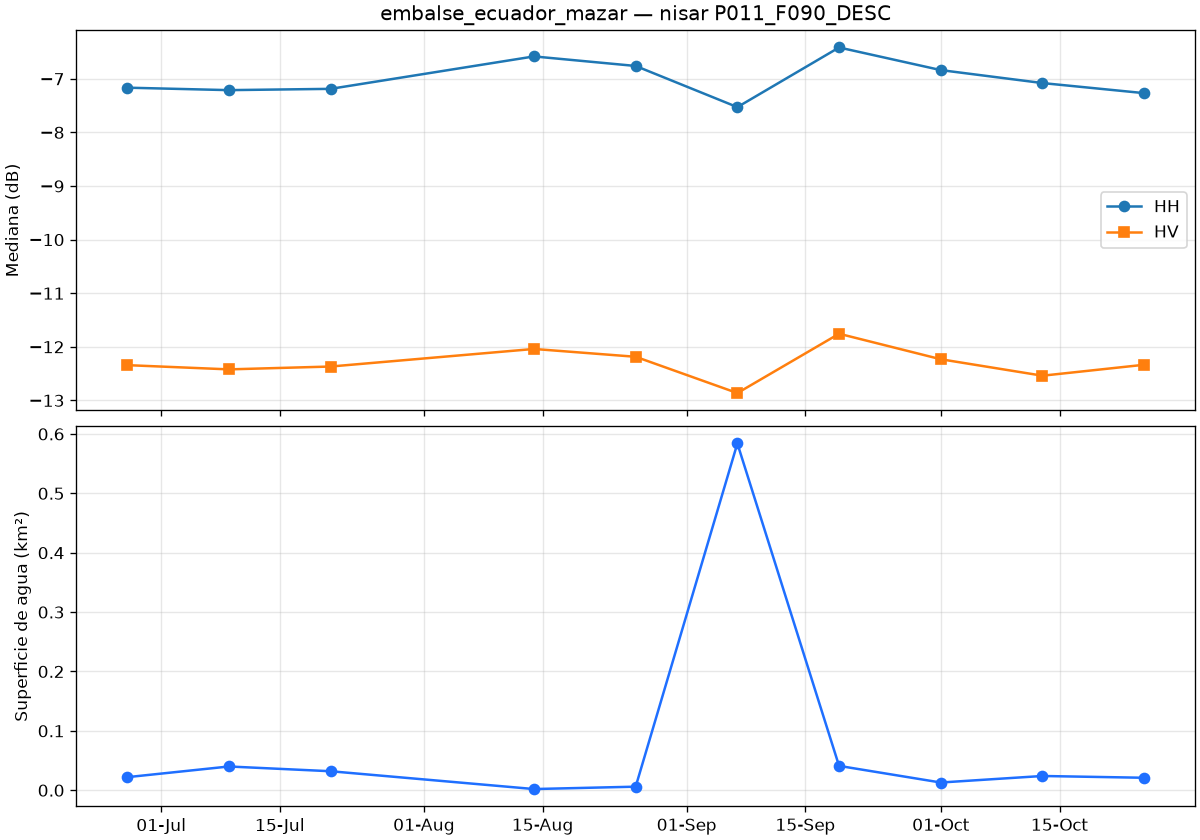 embalse_ecuador_mazar — nisar P011_F090_DESC
Mediana (dB)
−7
−8
−9
−10
−11
−12
−13
HH
HV
Superficie de agua (km²)
0.6
0.5
0.4
0.3
0.2
0.1
0.0
01-Jul
15-Jul
01-Aug
15-Aug
01-Sep
15-Sep
01-Oct
15-Oct